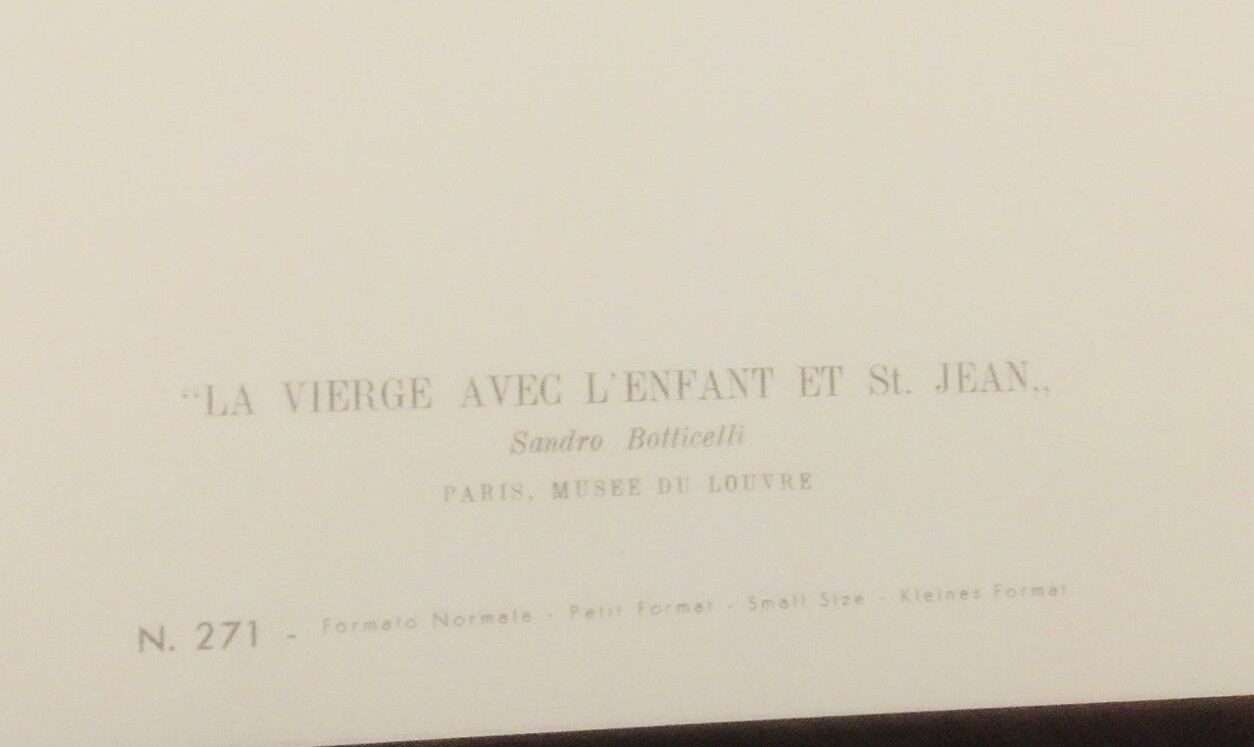 “LA VIERGE AVEC L'ENFANT ET St. JEAN„
Sandro Botticelli
PARIS, MUSEE DU LOUVRE
N. 271 - Formato Normale - Petit Format - Small Size - Kleines Format